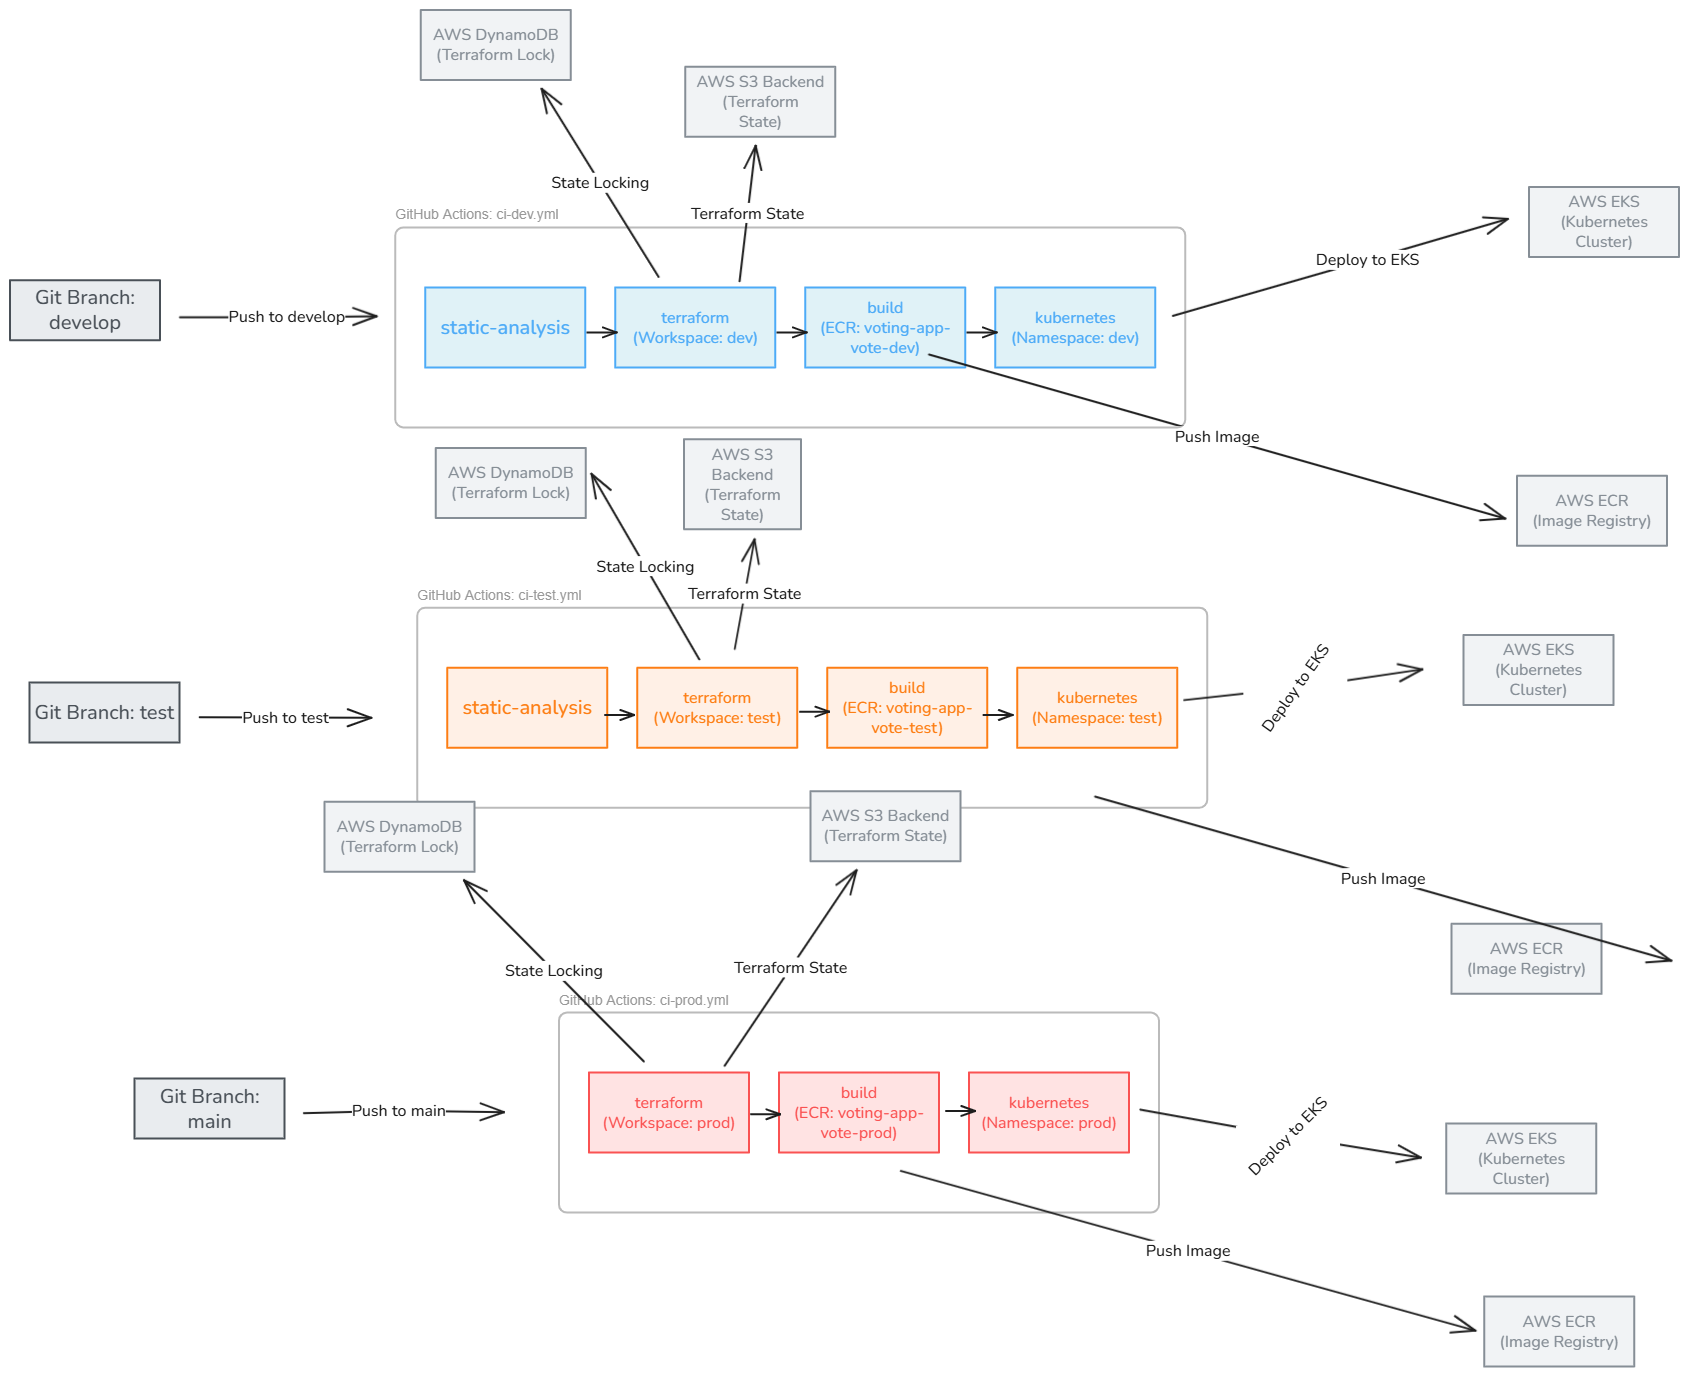 AWS DynamoDB
(Terraform Lock)
AWS S3 Backend
(Terraform
State)
State Locking
Terraform State
AWS EKS
(Kubernetes
Cluster)
GitHub Actions: ci-dev.yml
Deploy to EKS
Git Branch:
develop
Push to develop
static-analysis
terraform
(Workspace: dev)
build
(ECR: voting-app-
vote-dev)
kubernetes
(Namespace: dev)
Push Image
AWS ECR
(Image Registry)
AWS DynamoDB
(Terraform Lock)
AWS S3
Backend
(Terraform
State)
State Locking
Terraform State
GitHub Actions: ci-test.yml
Git Branch: test
Push to test
static-analysis
terraform
(Workspace: test)
build
(ECR: voting-app-
vote-test)
kubernetes
(Namespace: test)
Deploy to EKS
AWS EKS
(Kubernetes
Cluster)
AWS DynamoDB
(Terraform Lock)
AWS S3 Backend
(Terraform State)
Push Image
AWS ECR
(Image Registry)
State Locking
Terraform State
GitHub Actions: ci-prod.yml
Git Branch:
main
Push to main
terraform
(Workspace: prod)
build
(ECR: voting-app-
vote-prod)
kubernetes
(Namespace: prod)
Deploy to EKS
AWS EKS
(Kubernetes
Cluster)
Push Image
AWS ECR
(Image Registry)